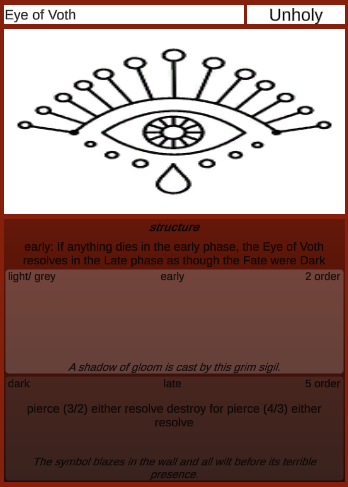 Eye of Voth
Unholy
structure
early: If anything dies in the early phase, the Eye of Voth
resolves in the Late phase as though the Fate were Dark
light/ grey early 2 order
A shadow of gloom is cast by this grim sigil.
dark late 5 order
pierce (3/2) either resolve destroy for pierce (4/3) either
resolve
The symbol blazes in the wall and all wilt before its terrible
presence